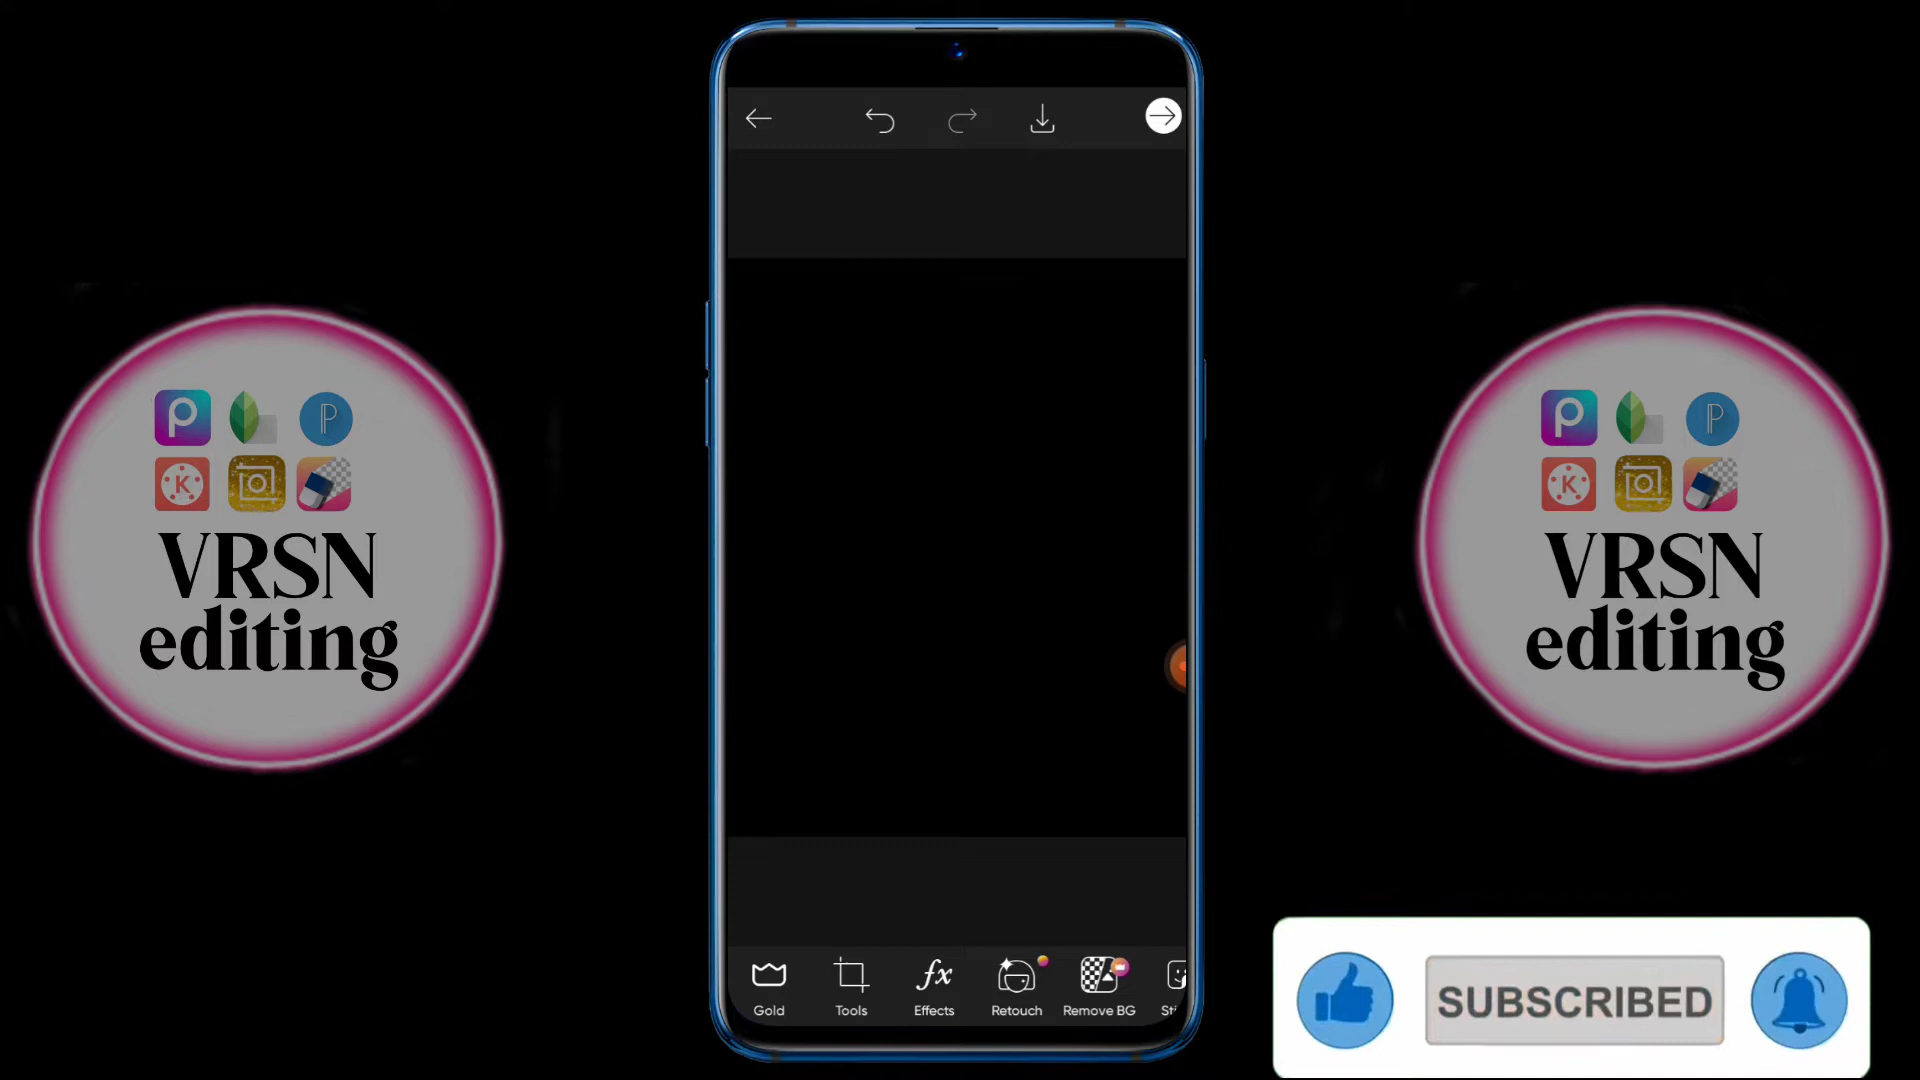 VRSN
editing
Gold
Tools
Effects
Retouch
Remove BG
VRSN
editing
SUBSCRIBED